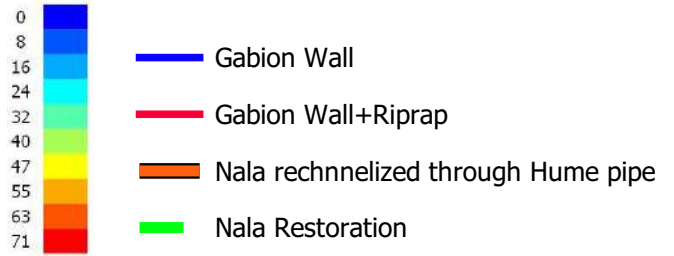 0
8
16
24
32
40
47
55
63
71
Gabion Wall
Gabion Wall+Riprap
Nala rechnnelized through Hume pipe
Nala Restoration